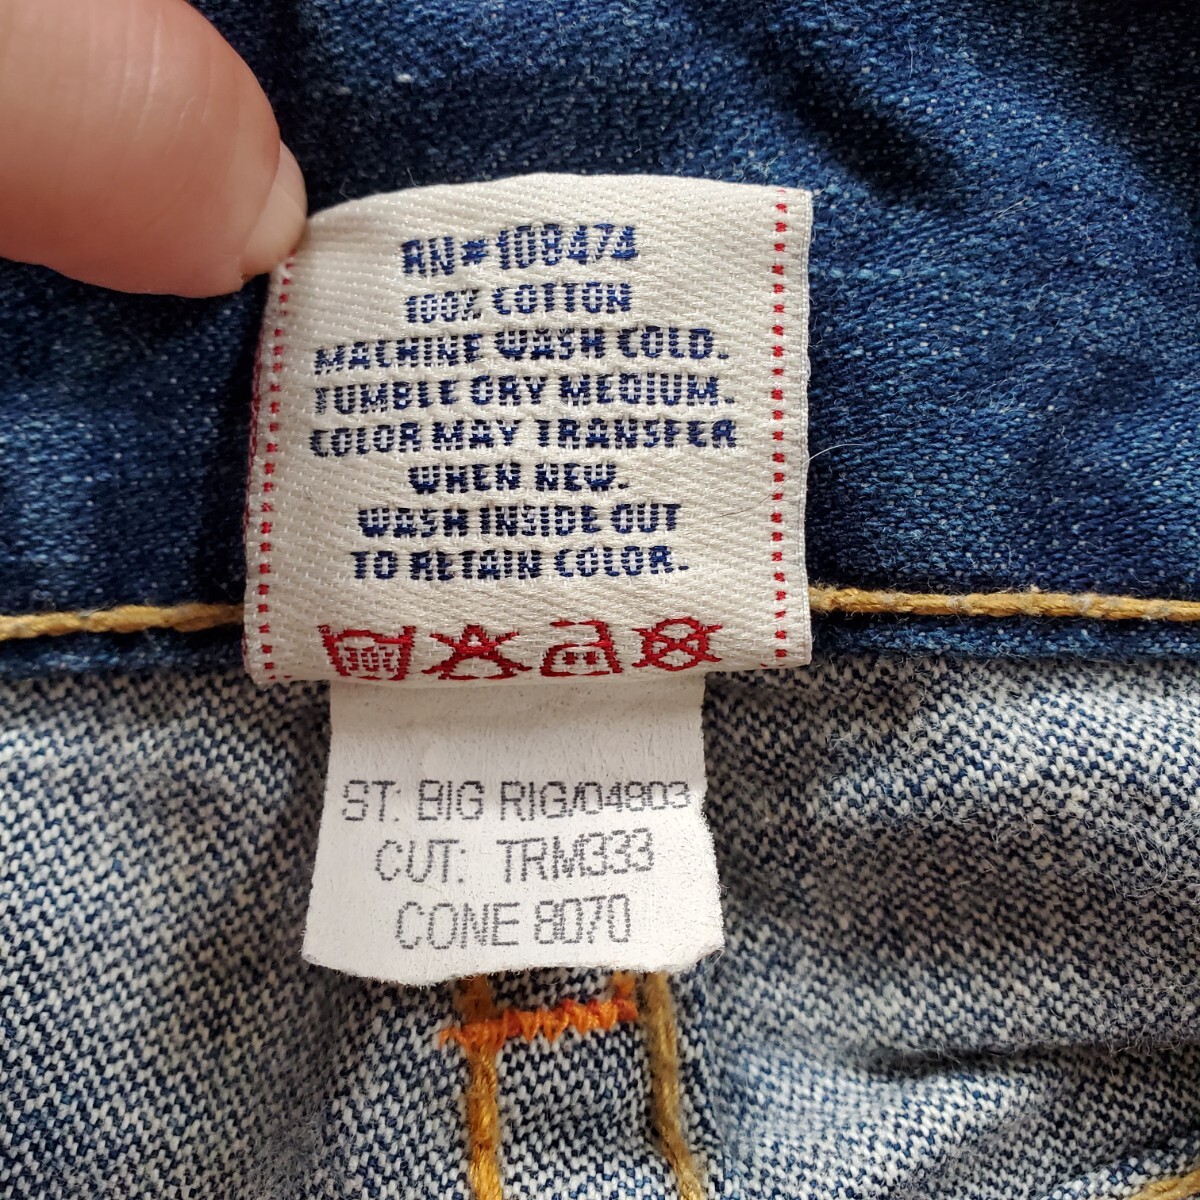 RN#108474
100% COTTON
MACHINE WASH COLD.
TUMBLE DRY MEDIUM.
COLOR MAY TRANSFER
WHEN NEW.
WASH INSIDE OUT
TO RETAIN COLOR.
30°
ST: BIG RIG/04803
CUT: TRM333
CONE 8070